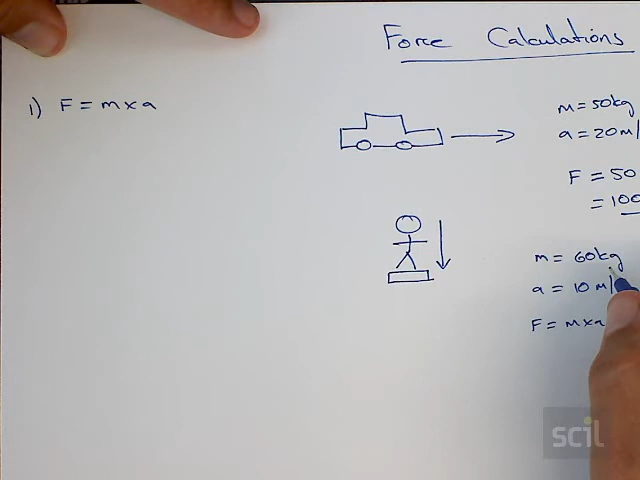 Force Calculations
1) F = m x a
m = 50kg
a = 20m/
F = 50
= 100
m = 60kg
a = 10 m/
F = m x a
scil